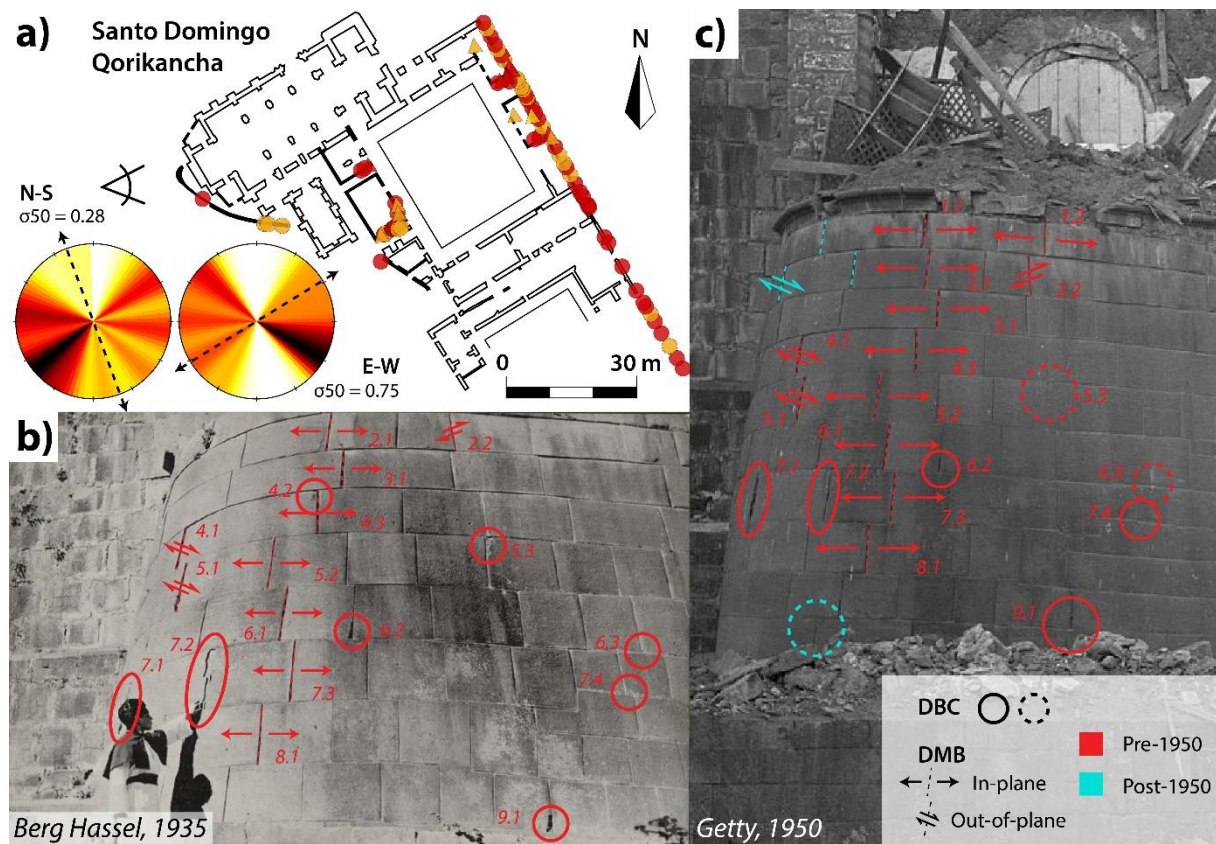 a)
Santo Domingo
Qorikancha
N
N-S
σ50 = 0.28
E-W
σ50 = 0.75
0
30 m
b)
2.1
2.2
3.1
4.2
4.3
4.1
5.3
5.1
5.2
6.1
6.2
7.2
6.3
7.1
7.3
7.4
8.1
9.1
Berg Hassel, 1935
c)
1.1
1.2
2.1
2.2
3.1
4.1
4.3
5.3
5.1
5.2
6.1
7.1
7.2
6.2
6.3
7.3
7.4
8.1
9.1
Getty, 1950
DBC
DMB
In-plane
Out-of-plane
Pre-1950
Post-1950